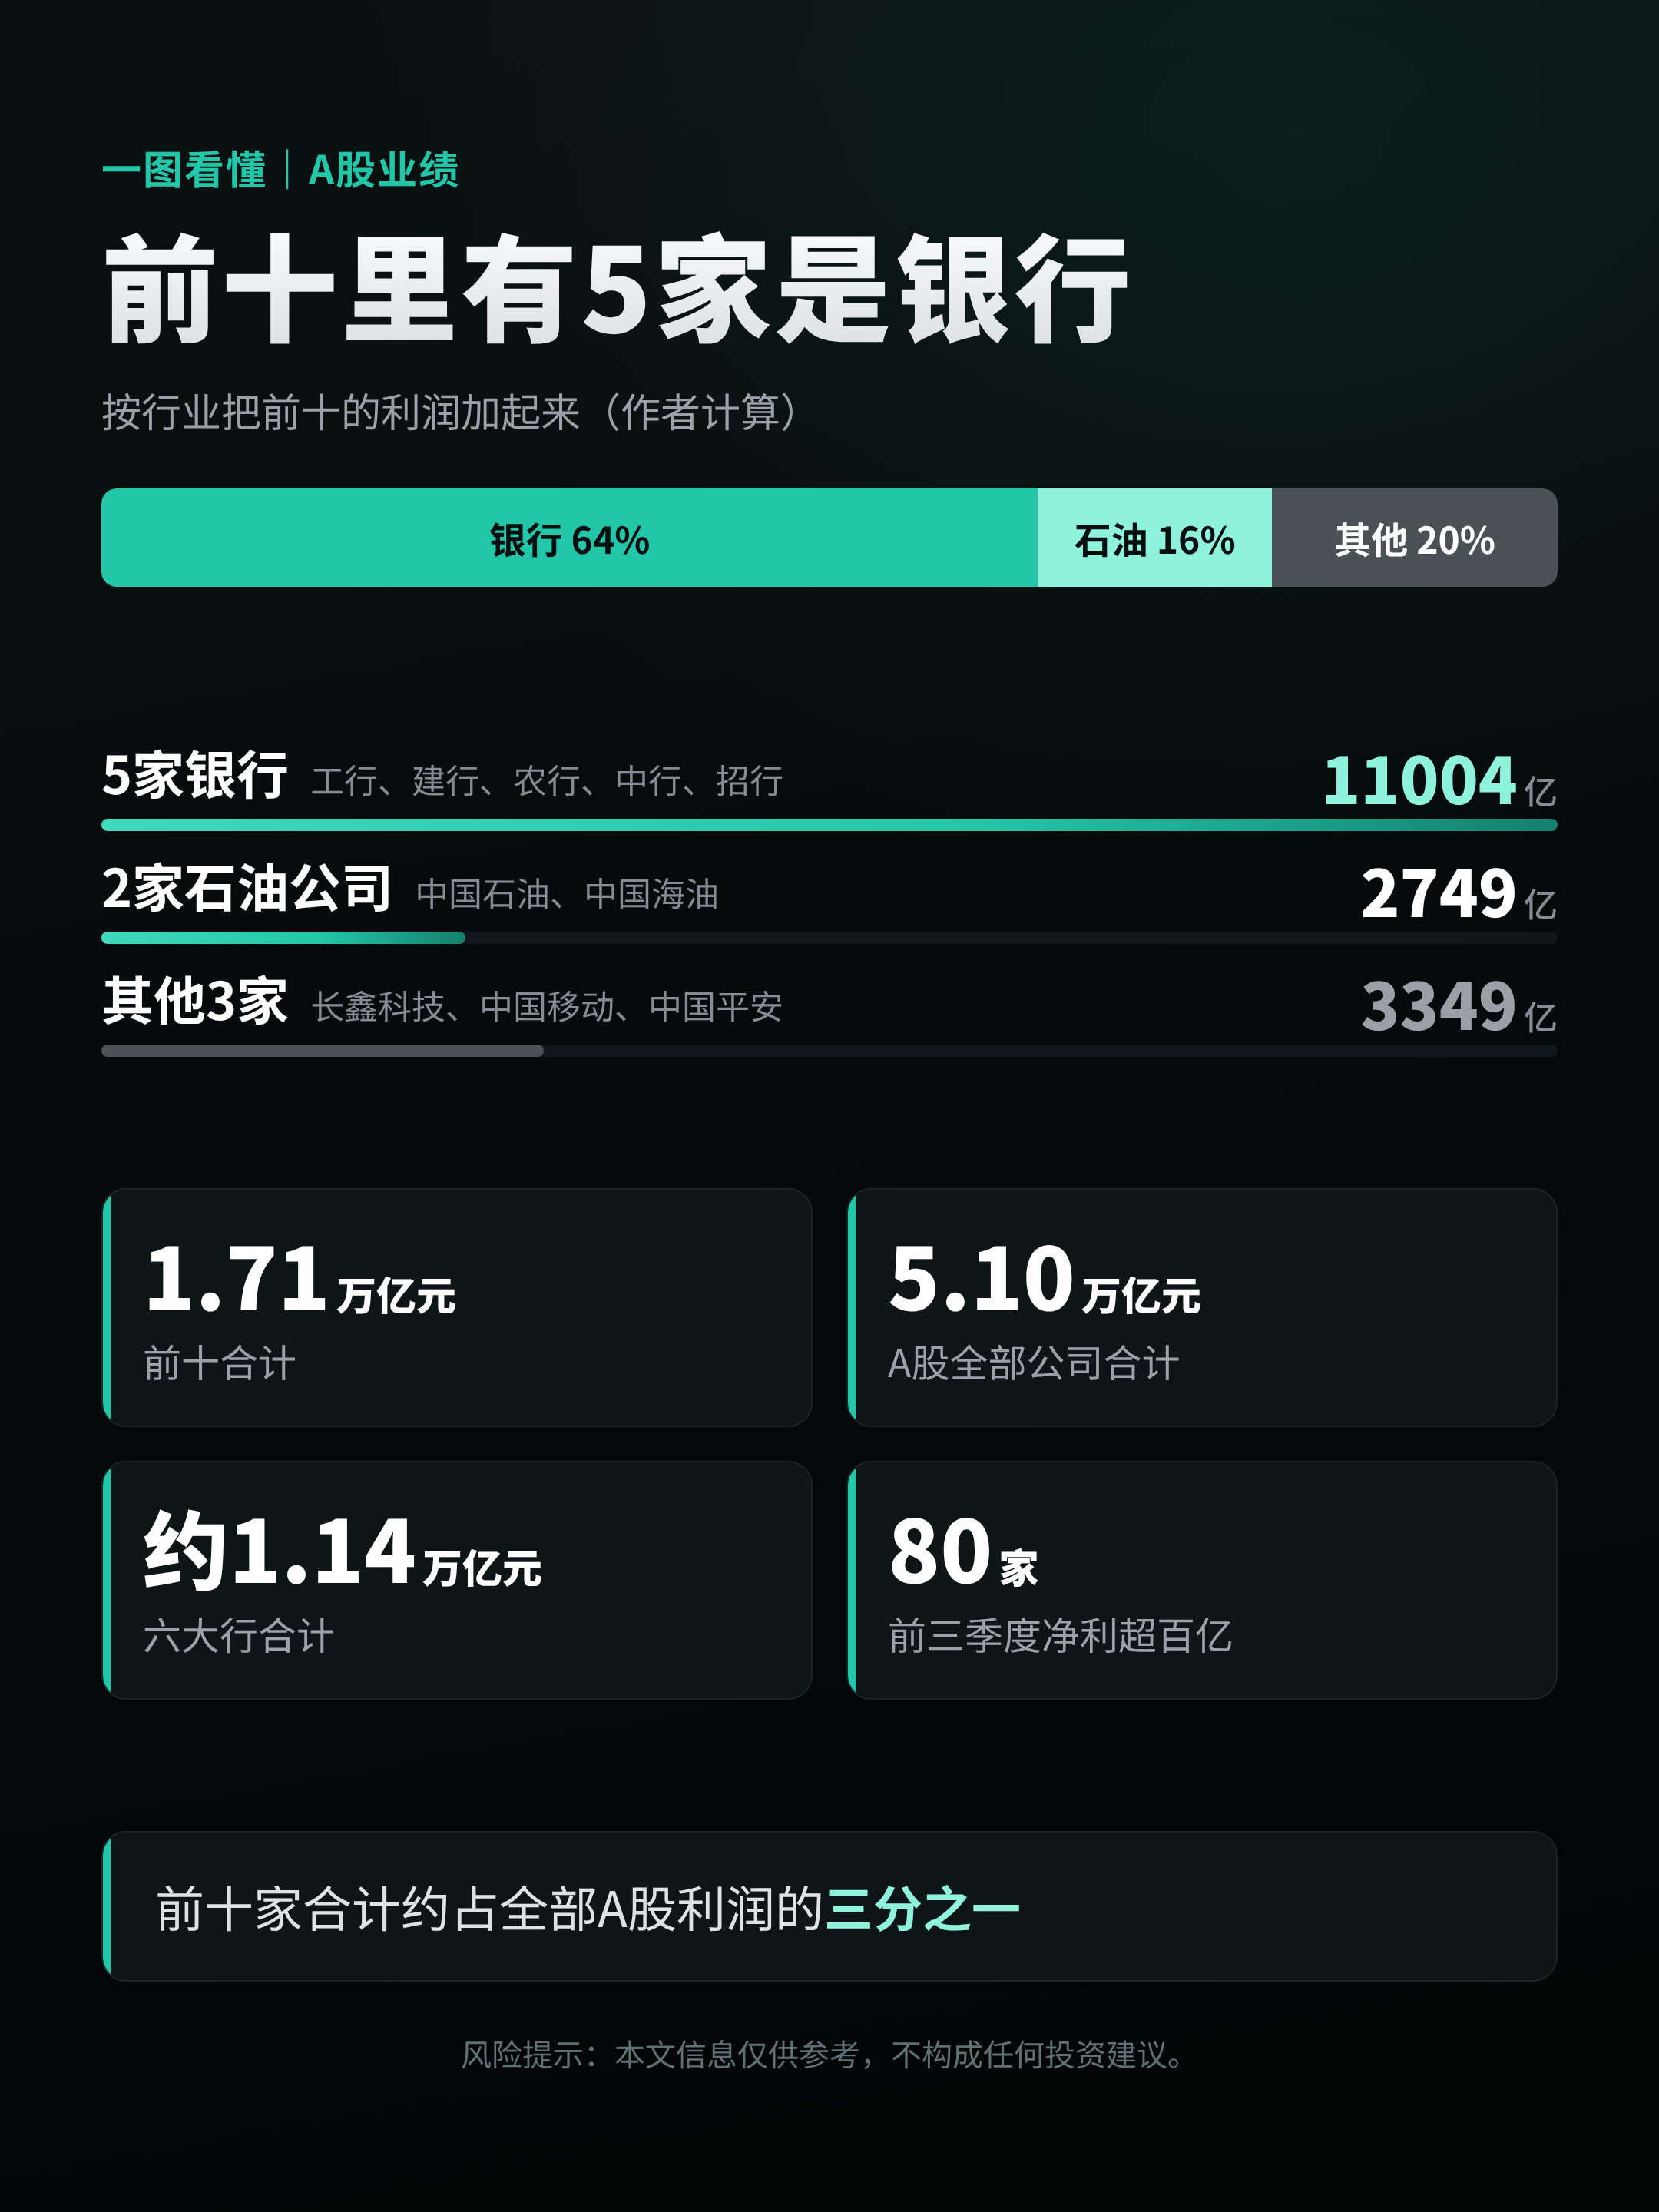 一图看懂｜A股业绩
前十里有5家是银行
按行业把前十的利润加起来（作者计算）
银行 64% 石油 16% 其他 20%
5家银行 工行、建行、农行、中行、招行 11004 亿
2家石油公司 中国石油、中国海油 2749 亿
其他3家 长鑫科技、中国移动、中国平安 3349 亿
1.71 万亿元
前十合计
5.10 万亿元
A股全部公司合计
约1.14 万亿元
六大行合计
80 家
前三季度净利超百亿
前十家合计约占全部A股利润的三分之一
风险提示：本文信息仅供参考，不构成任何投资建议。